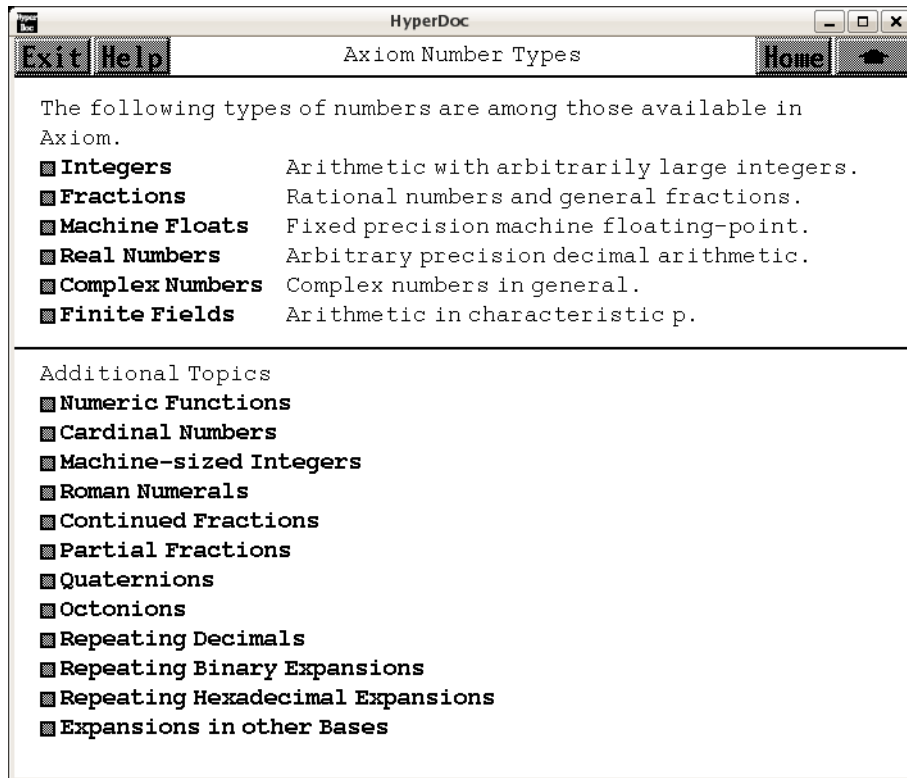 Hyper Doc HyperDoc
Exit Help Axiom Number Types Home
The following types of numbers are among those available in
Axiom.
Integers Arithmetic with arbitrarily large integers.
Fractions Rational numbers and general fractions.
Machine Floats Fixed precision machine floating-point.
Real Numbers Arbitrary precision decimal arithmetic.
Complex Numbers Complex numbers in general.
Finite Fields Arithmetic in characteristic p.
Additional Topics
Numeric Functions
Cardinal Numbers
Machine-sized Integers
Roman Numerals
Continued Fractions
Partial Fractions
Quaternions
Octonions
Repeating Decimals
Repeating Binary Expansions
Repeating Hexadecimal Expansions
Expansions in other Bases